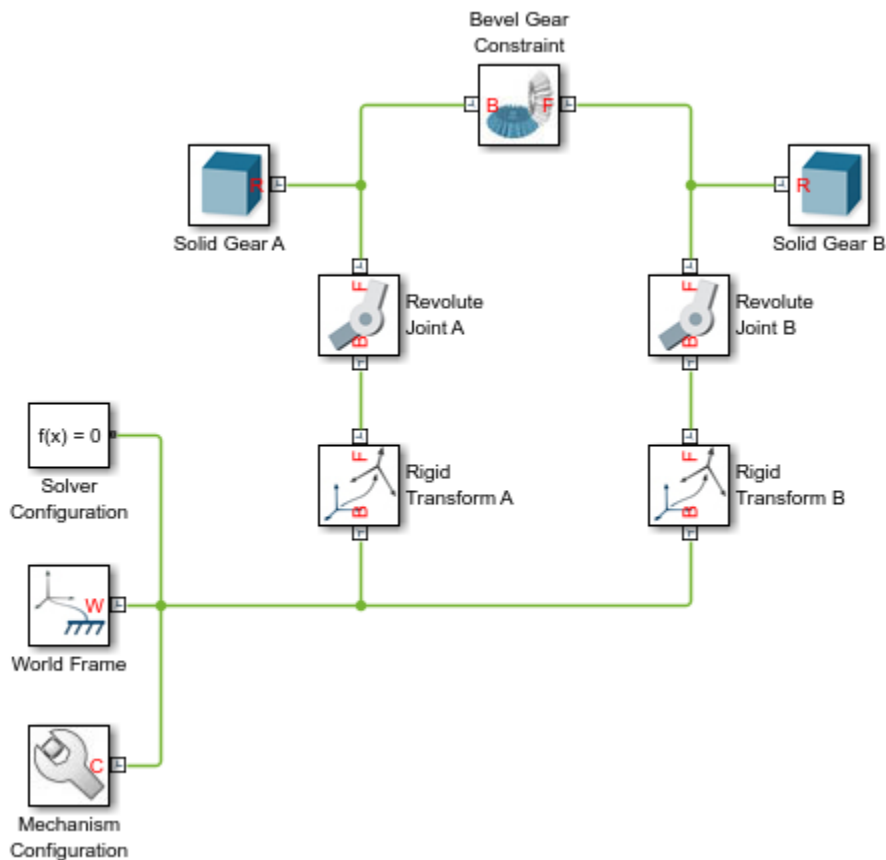 Bevel Gear
Constraint
B F
R
Solid Gear A
R
Solid Gear B
F
Revolute
Joint A
B
F
Revolute
Joint B
B
f(x) = 0
Solver
Configuration
F
Rigid
Transform A
B
F
Rigid
Transform B
B
W
World Frame
C
Mechanism
Configuration